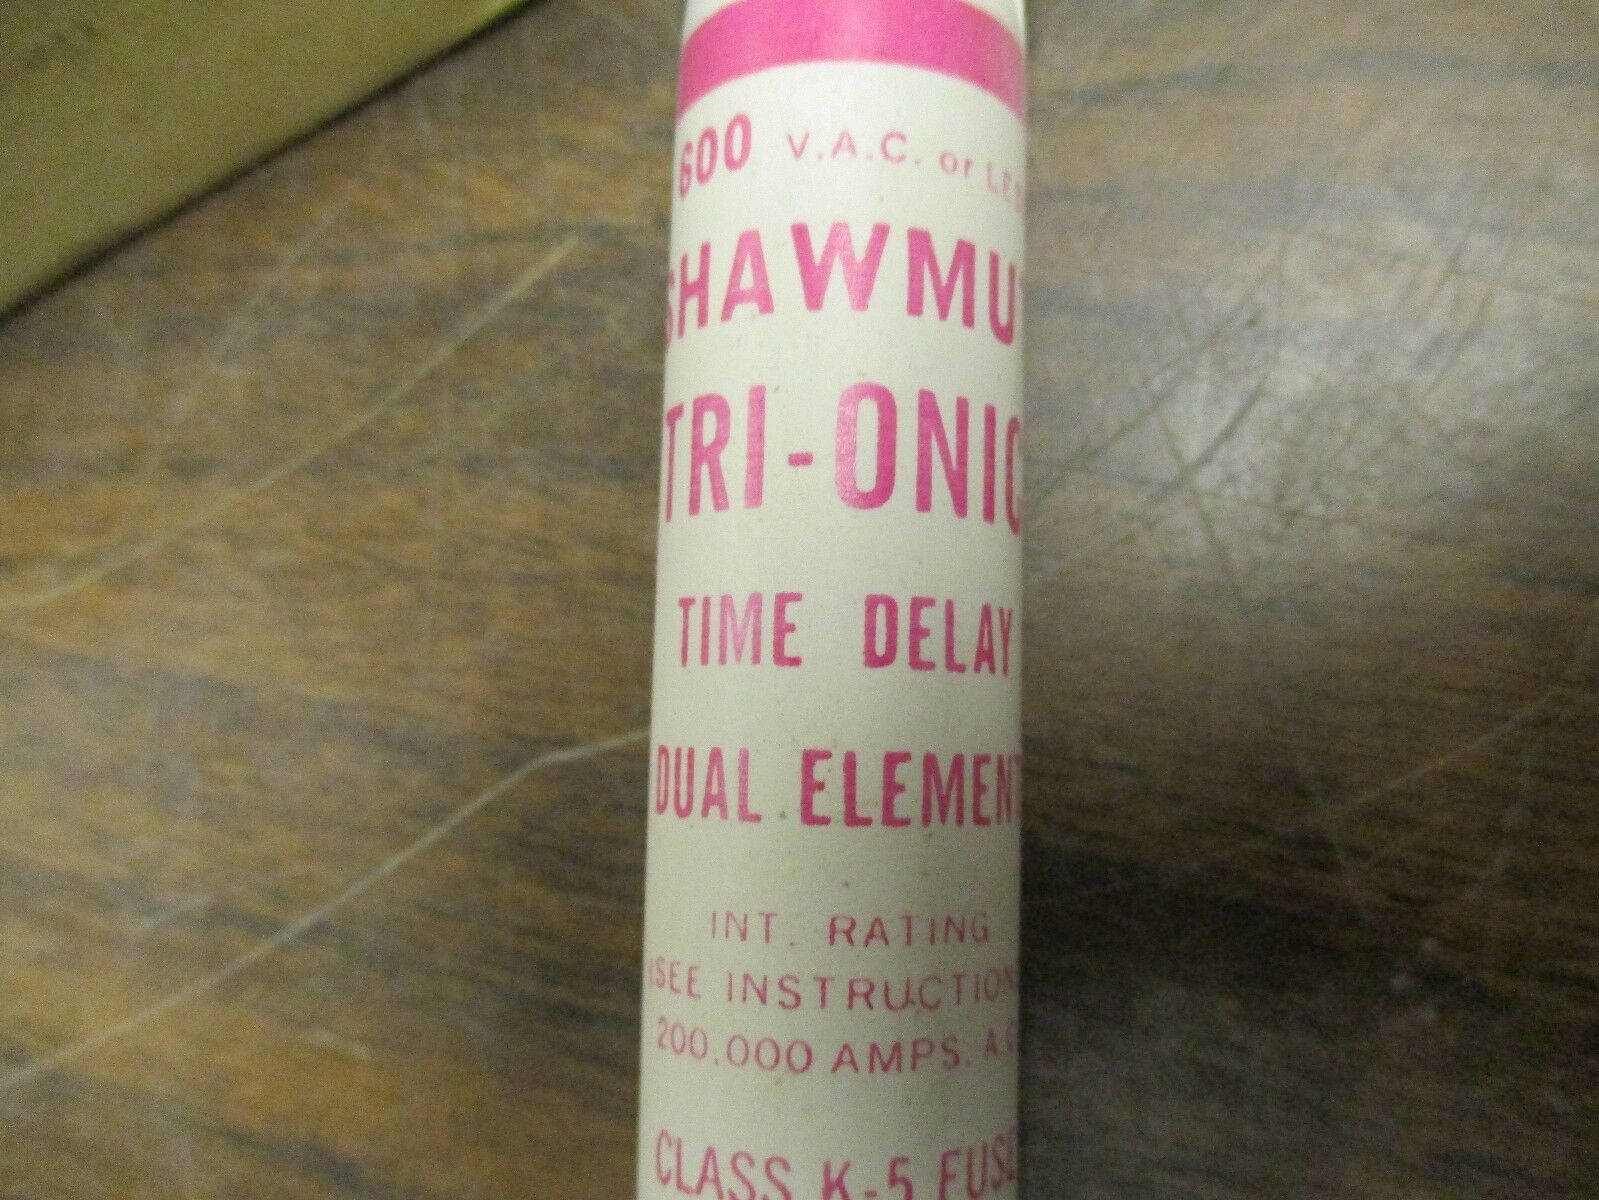 600 V.A.C. or LES
SHAWMUT
TRI-ONIC
TIME DELAY
DUAL ELEMENT
INT. RATING
(SEE INSTRUCTIONS
200,000 AMPS. A.C
CLASS K-5 FUSE